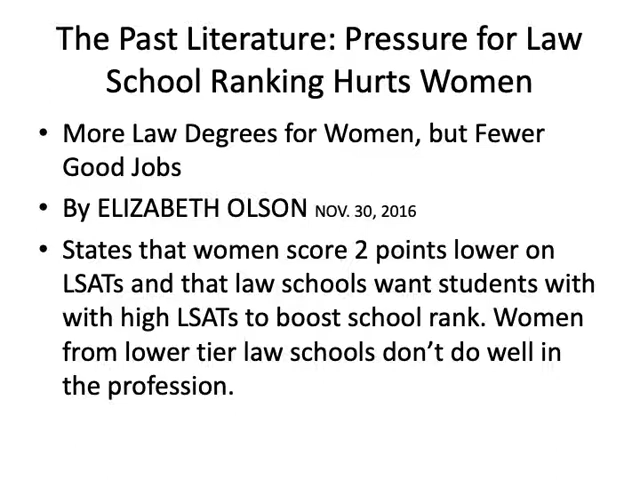 The Past Literature: Pressure for Law
School Ranking Hurts Women
• More Law Degrees for Women, but Fewer
Good Jobs
• By ELIZABETH OLSON NOV. 30, 2016
• States that women score 2 points lower on
LSATs and that law schools want students with
with high LSATs to boost school rank. Women
from lower tier law schools don’t do well in
the profession.